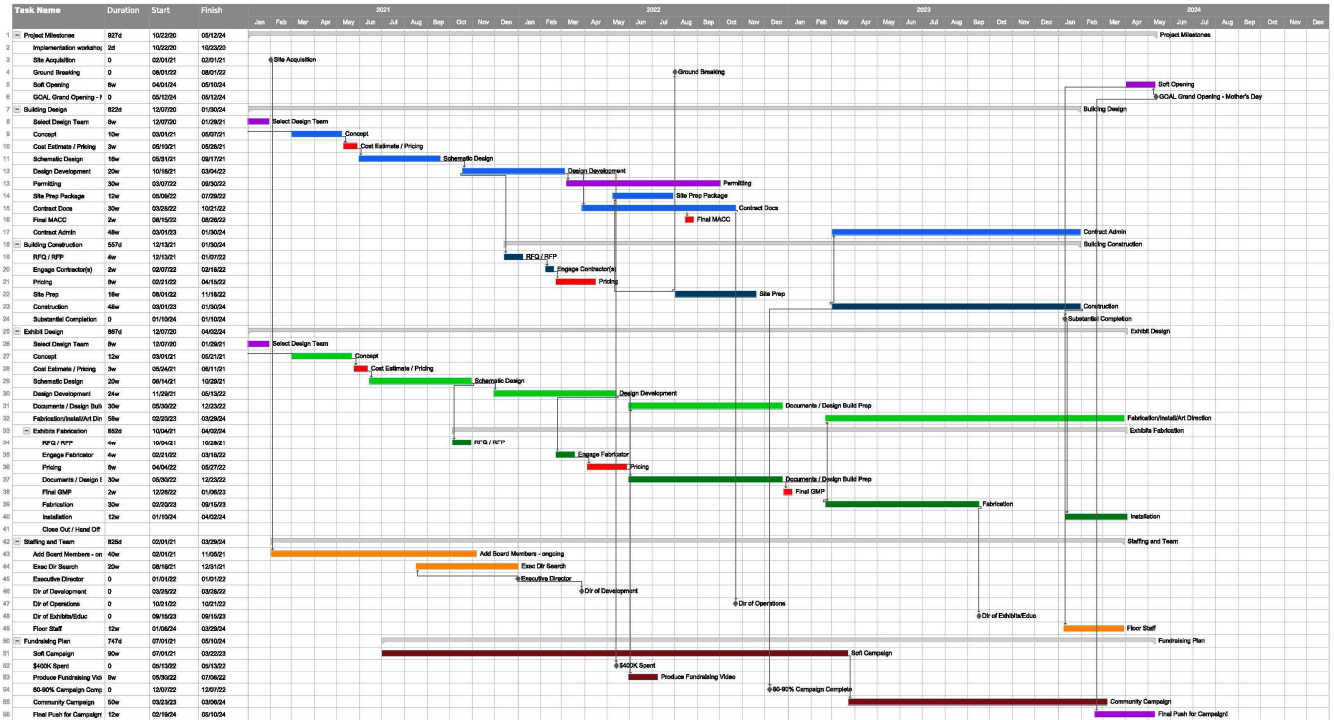 Task Name Duration Start Finish 2021 2022 2023 2024
Jan Feb Mar Apr May Jun Jul Aug Sep Oct Nov Dec Jan Feb Mar Apr May Jun Jul Aug Sep Oct Nov Dec Jan Feb Mar Apr May Jun Jul Aug Sep Oct Nov Dec Jan Feb Mar Apr May Jun Jul Aug Sep Oct Nov Dec
1 Project Milestones 927d 10/22/20 05/12/24 Project Milestones
2 Implementation workshop 2d 10/22/20 10/23/20
3 Site Acquisition 0 02/01/21 02/01/21 Site Acquisition
4 Ground Breaking 0 08/01/22 08/01/22 Ground Breaking
5 Soft Opening 6w 04/01/24 05/10/24 Soft Opening
6 GOAL Grand Opening - 0 05/12/24 05/12/24 GOAL Grand Opening - Mother's Day
7 Building Design 822d 12/07/20 01/30/24 Building Design
8 Select Design Team 8w 12/07/20 01/29/21 Select Design Team
9 Concept 10w 03/01/21 05/07/21 Concept
10 Cost Estimate / Pricing 3w 05/10/21 05/28/21 Cost Estimate / Pricing
11 Schematic Design 16w 05/31/21 09/17/21 Schematic Design
12 Design Development 20w 10/18/21 03/04/22 Design Development
13 Permitting 30w 03/07/22 09/30/22 Permitting
14 Site Prep Package 12w 05/09/22 07/29/22 Site Prep Package
15 Contract Docs 30w 03/28/22 10/21/22 Contract Docs
16 Final MACC 2w 08/15/22 08/26/22 Final MACC
17 Contract Admin 48w 03/01/23 01/30/24 Contract Admin
18 Building Construction 557d 12/13/21 01/30/24 Building Construction
19 RFQ / RFP 4w 12/13/21 01/07/22 RFQ / RFP
20 Engage Contractor(s) 2w 02/07/22 02/18/22 Engage Contractor(s)
21 Pricing 8w 02/21/22 04/15/22 Pricing
22 Site Prep 16w 08/01/22 11/18/22 Site Prep
23 Construction 48w 03/01/23 01/30/24 Construction
24 Substantial Completion 0 01/10/24 01/10/24 Substantial Completion
25 Exhibit Design 867d 12/07/20 04/02/24 Exhibit Design
26 Select Design Team 8w 12/07/20 01/29/21 Select Design Team
27 Concept 12w 03/01/21 05/21/21 Concept
28 Cost Estimate / Pricing 3w 05/24/21 06/11/21 Cost Estimate / Pricing
29 Schematic Design 20w 06/14/21 10/29/21 Schematic Design
30 Design Development 24w 11/29/21 05/13/22 Design Development
31 Documents / Design Buil 30w 05/30/22 12/23/22 Documents / Design Build Prep
32 Fabrication/Install/Art Dir 58w 02/20/23 03/29/24 Fabrication/Install/Art Direction
33 Exhibits Fabrication 652d 10/04/21 04/02/24 Exhibits Fabrication
34 RFQ / RFP 4w 10/04/21 10/29/21 RFQ / RFP
35 Engage Fabricator 4w 02/21/22 03/18/22 Engage Fabricator
36 Pricing 8w 04/04/22 05/27/22 Pricing
37 Documents / Design E 30w 05/30/22 12/23/22 Documents / Design Build Prep
38 Final GMP 2w 12/26/22 01/06/23 Final GMP
39 Fabrication 30w 02/20/23 09/15/23 Fabrication
40 Installation 12w 01/10/24 04/02/24 Installation
41 Close Out / Hand Off
42 Staffing and Team 825d 02/01/21 03/29/24 Staffing and Team
43 Add Board Members - on 40w 02/01/21 11/05/21 Add Board Members - ongoing
44 Exec Dir Search 20w 08/16/21 12/31/21 Exec Dir Search
45 Executive Director 0 01/01/22 01/01/22 Executive Director
46 Dir of Development 0 03/28/22 03/28/22 Dir of Development
47 Dir of Operations 0 10/21/22 10/21/22 Dir of Operations
48 Dir of Exhibits/Educ 0 09/15/23 09/15/23 Dir of Exhibits/Educ
49 Floor Staff 12w 01/08/24 03/29/24 Floor Staff
50 Fundraising Plan 747d 07/01/21 05/10/24 Fundraising Plan
51 Soft Campaign 90w 07/01/21 03/22/23 Soft Campaign
52 $400K Spent 0 05/13/22 05/13/22 $400K Spent
53 Produce Fundraising Vid 6w 05/30/22 07/08/22 Produce Fundraising Video
54 80-90% Campaign Comp 0 12/07/22 12/07/22 80-90% Campaign Complete
55 Community Campaign 50w 03/23/23 03/06/24 Community Campaign
56 Final Push for Campaign! 12w 02/19/24 05/10/24 Final Push for Campaign!